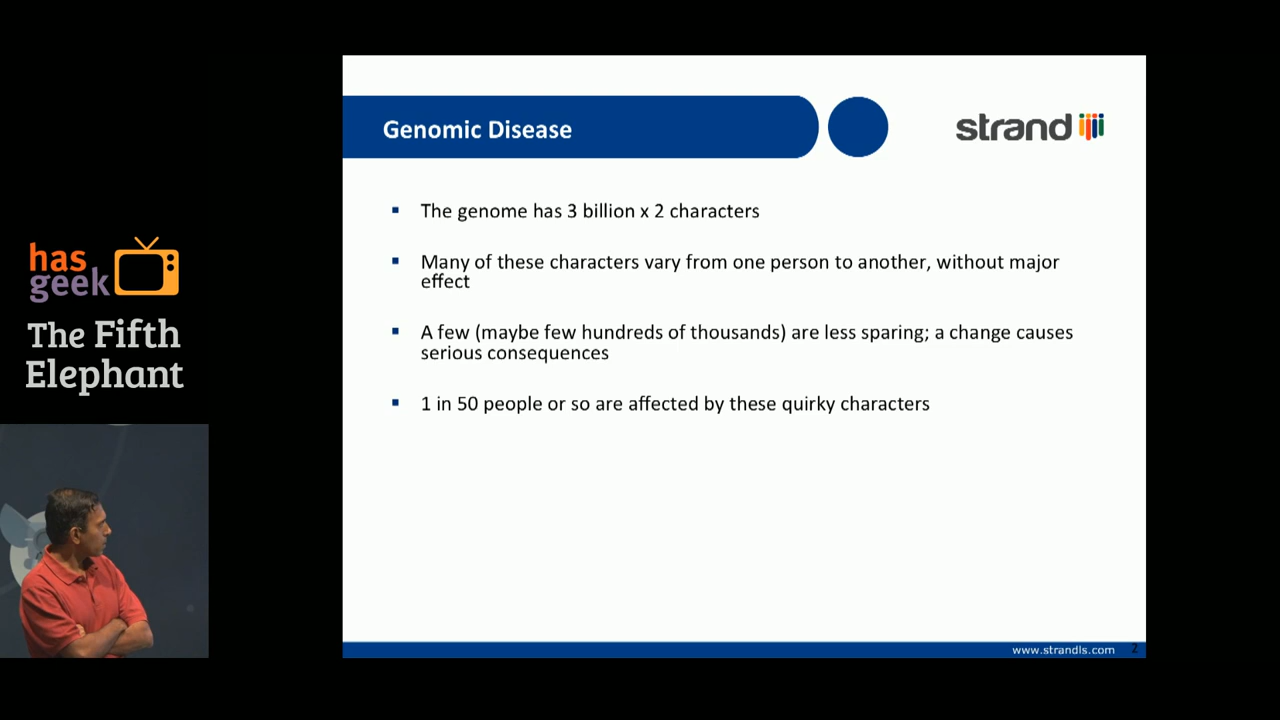 has
geek
The Fifth
Elephant
Genomic Disease
strand
The genome has 3 billion x 2 characters
Many of these characters vary from one person to another, without major
effect
A few (maybe few hundreds of thousands) are less sparing; a change causes
serious consequences
1 in 50 people or so are affected by these quirky characters
www.strandls.com 2